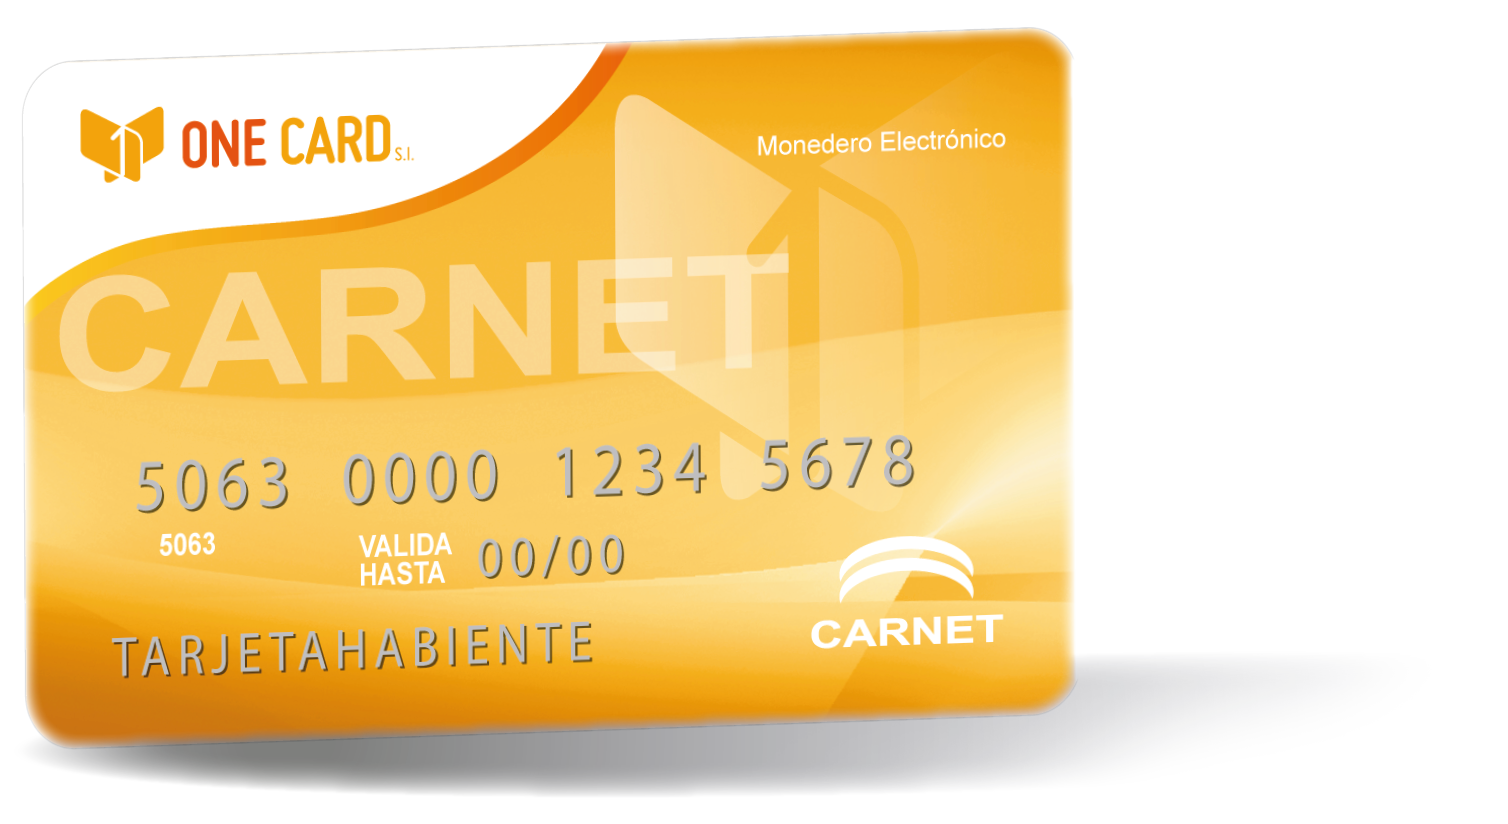 ONE CARD S.I.
Monedero Electrónico
CARNET
5063 0000 1234 5678
5063
VALIDA
HASTA
00/00
TARJETAHABIENTE
CARNET